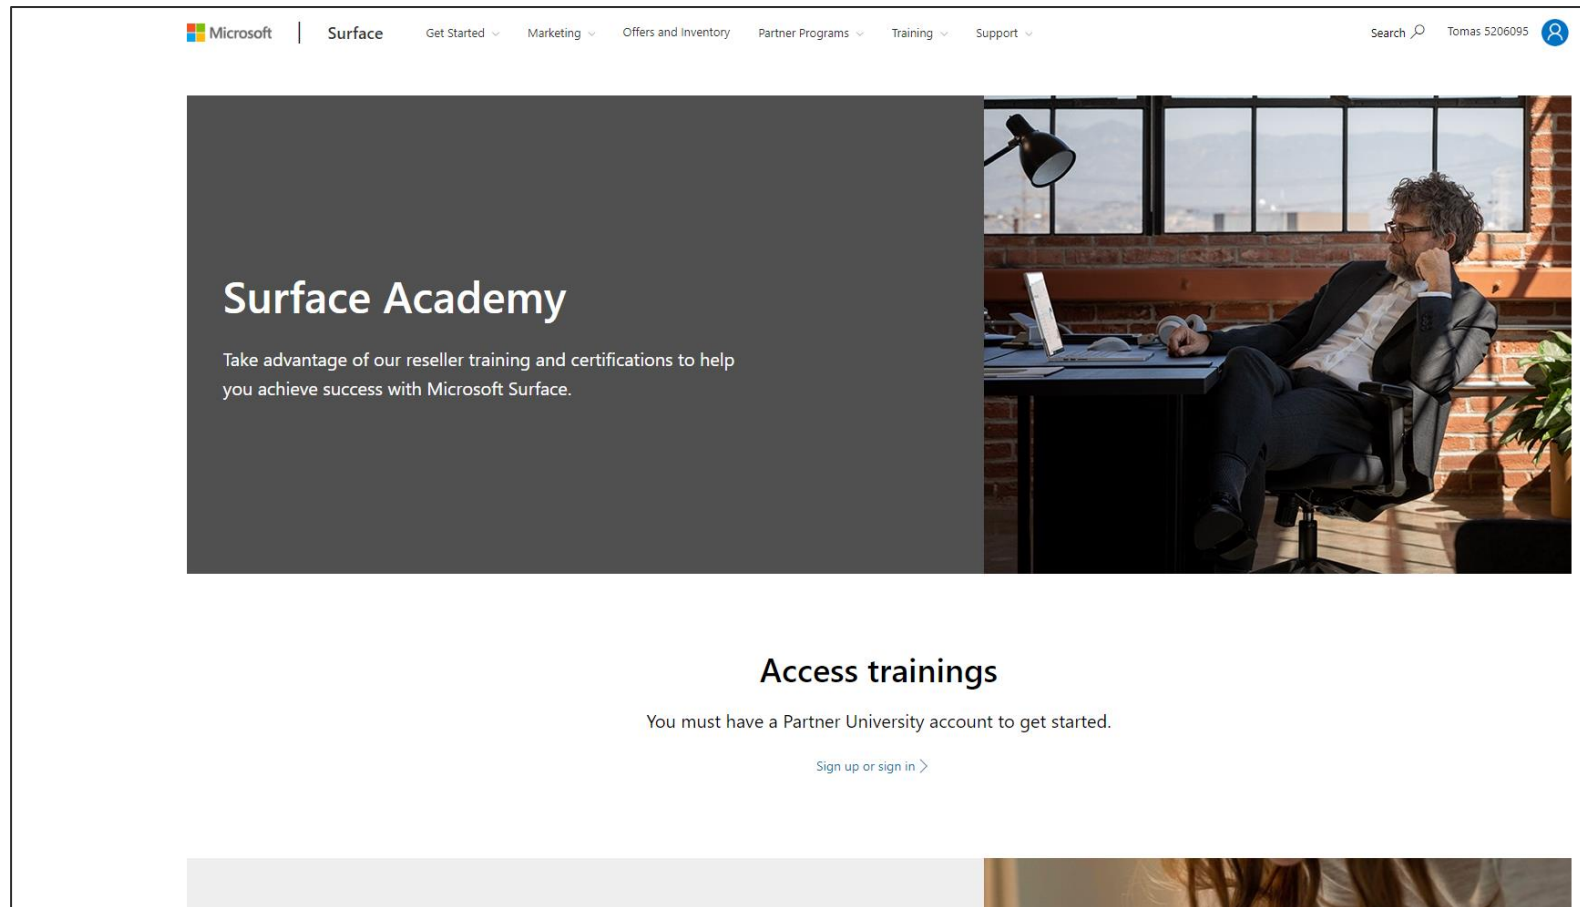 Microsoft Surface Get Started Marketing Offers and Inventory Partner Programs Training Support Search Tomas 5206095
Surface Academy
Take advantage of our reseller training and certifications to help
you achieve success with Microsoft Surface.
Access trainings
You must have a Partner University account to get started.
Sign up or sign in